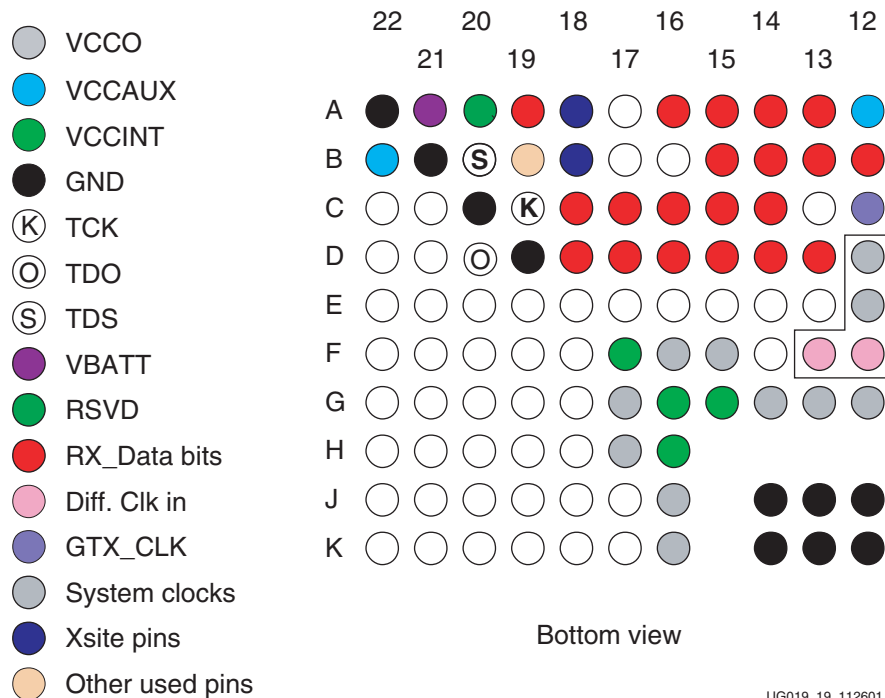 22 20 18 16 14 12
21 19 17 15 13
VCCO
VCCAUX
VCCINT
GND
K TCK
O TDO
S TDS
VBATT
RSVD
RX_Data bits
Diff. Clk in
GTX_CLK
System clocks
Xsite pins
Other used pins
A
B S
C K
D O
E
F
G
H
J
K
Bottom view
UG019_19_112601